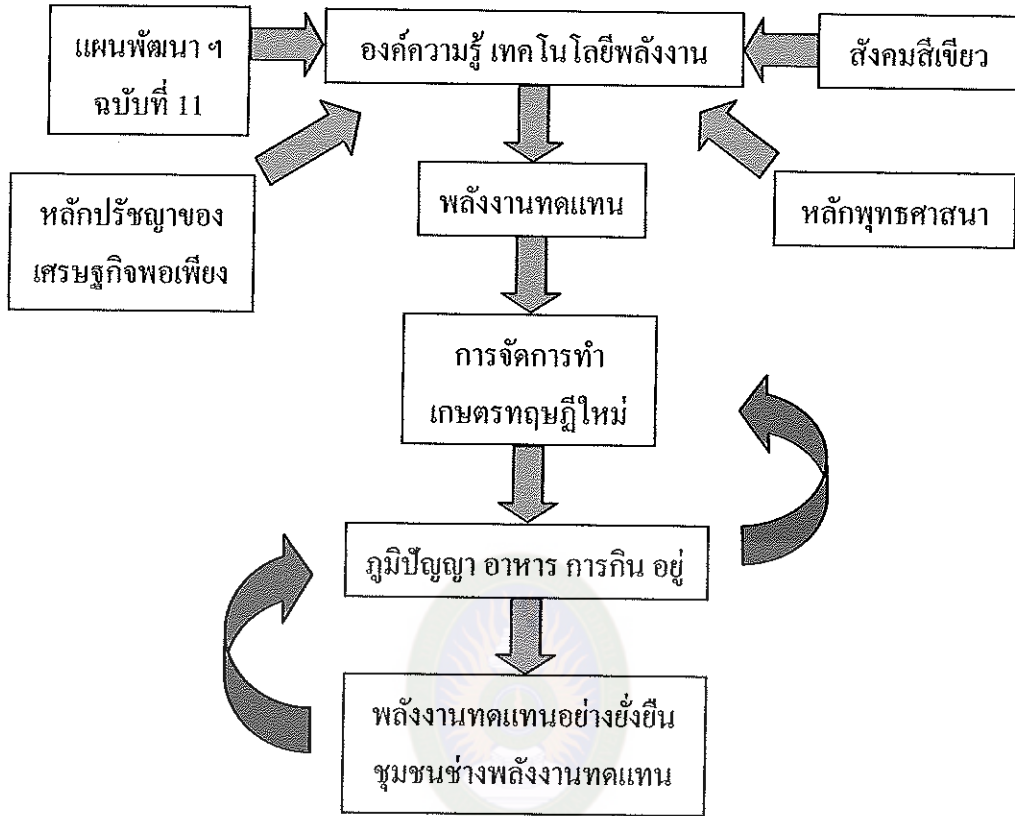 แผนพัฒนา ฯ
ฉบับที่ 11
องค์ความรู้ เทคโนโลยีพลังงาน
สังคมสีเขียว
หลักปรัชญาของ
เศรษฐกิจพอเพียง
พลังงานทดแทน
หลักพุทธศาสนา
การจัดการทำ
เกษตรทฤษฎีใหม่
ภูมิปัญญา อาหาร การกิน อยู่
พลังงานทดแทนอย่างยั่งยืน
ชุมชนช่างพลังงานทดแทน